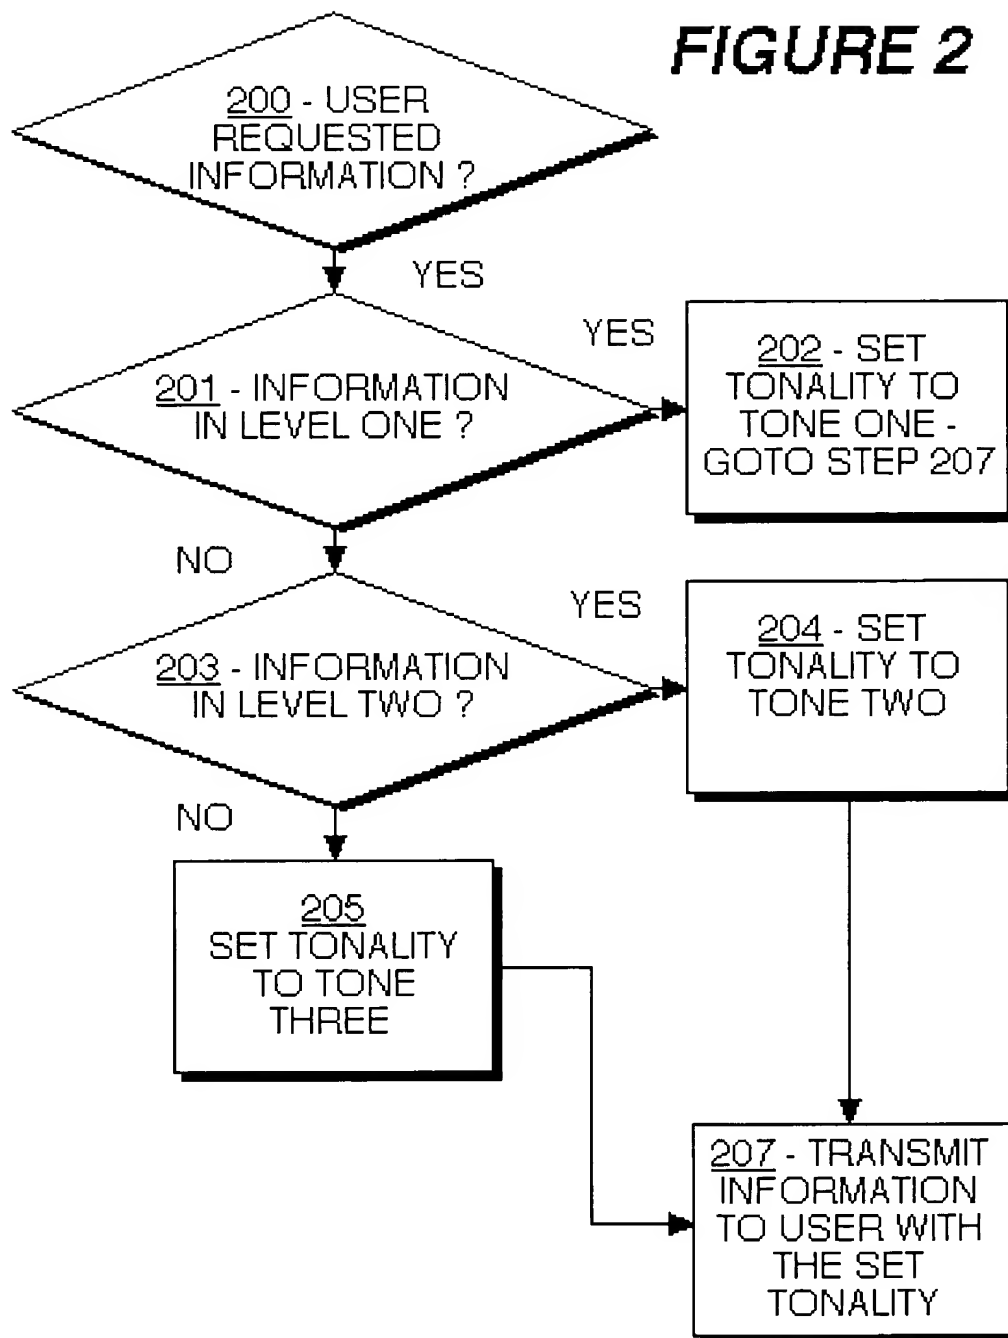 FIGURE 2
200 - USER
REQUESTED
INFORMATION ?
YES
201 - INFORMATION
IN LEVEL ONE ?
YES
202 - SET
TONALITY TO
TONE ONE -
GOTO STEP 207
NO
203 - INFORMATION
IN LEVEL TWO ?
YES
204 - SET
TONALITY TO
TONE TWO
NO
205
SET TONALITY
TO TONE
THREE
207 - TRANSMIT
INFORMATION
TO USER WITH
THE SET
TONALITY